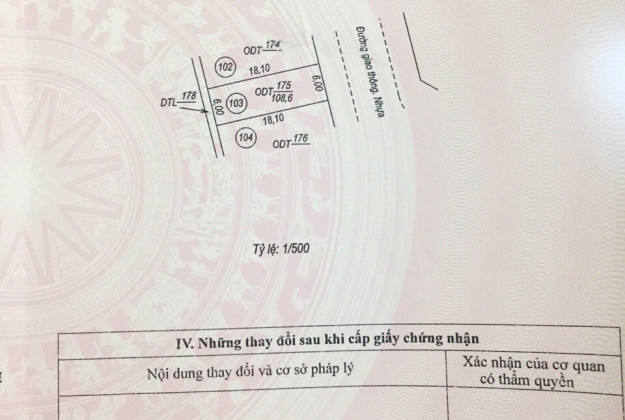 ODT 174
102
18,10
6,00
Đường giao thông. Nhựa
DTL 178
6,00
103
ODT 175
108,6
18,10
104
ODT 176
Tỷ lệ: 1/500
IV. Những thay đổi sau khi cấp giấy chứng nhận
Nội dung thay đổi và cơ sở pháp lý
Xác nhận của cơ quan
có thẩm quyền